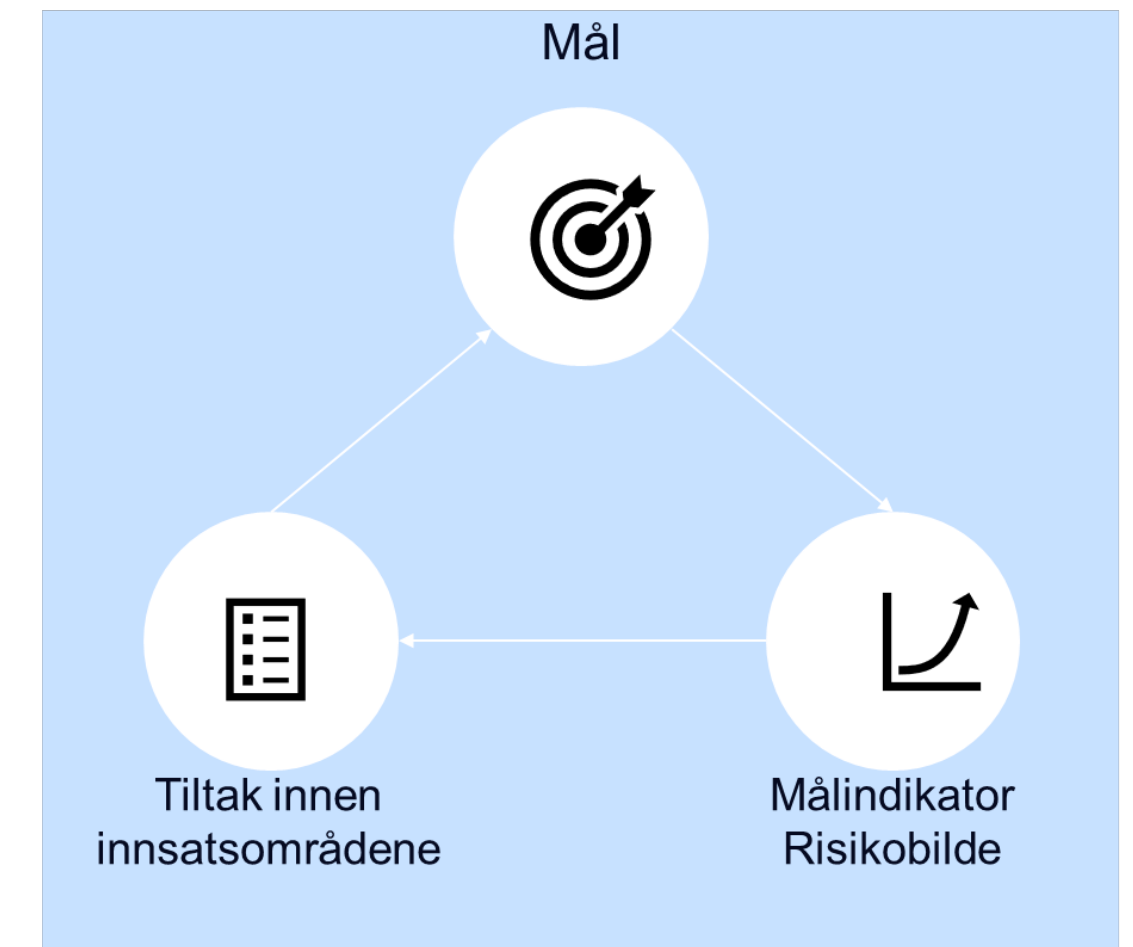 Mål
Tiltak innen
innsatsområdene
Målindikator
Risikobilde